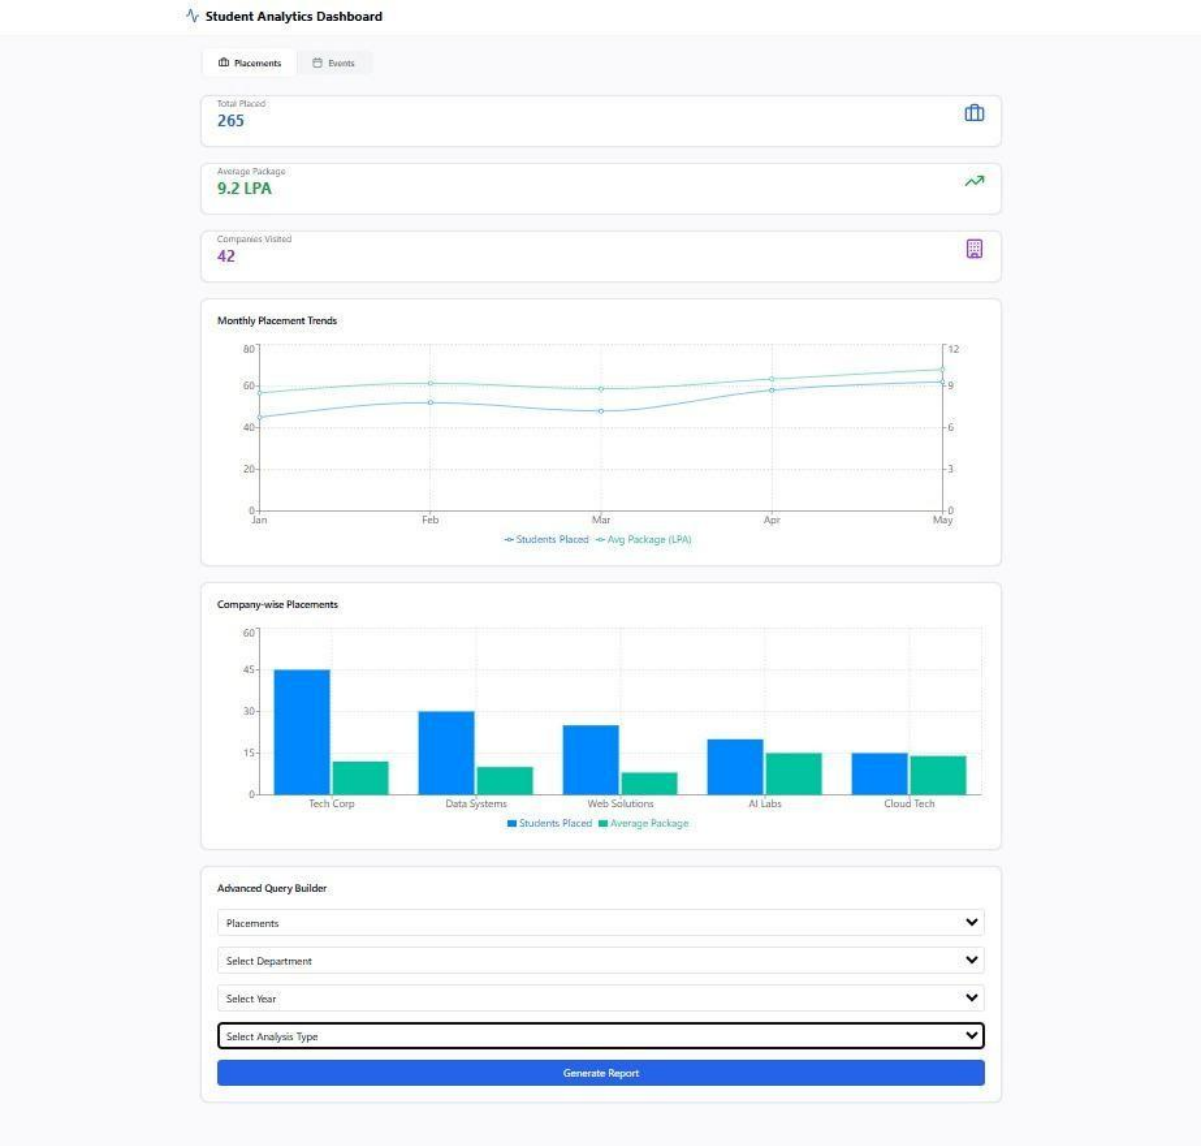 Student Analytics Dashboard
Placements Events
Total Placed
265
Average Package
9.2 LPA
Companies Visited
42
Monthly Placement Trends
80 12
60 9
40 6
20 3
0 0
Jan Feb Mar Apr May
Students Placed Avg Package (LPA)
Company-wise Placements
60
45
30
15
0
Tech Corp Data Systems Web Solutions AI Labs Cloud Tech
Students Placed Average Package
Advanced Query Builder
Placements
Select Department
Select Year
Select Analysis Type
Generate Report